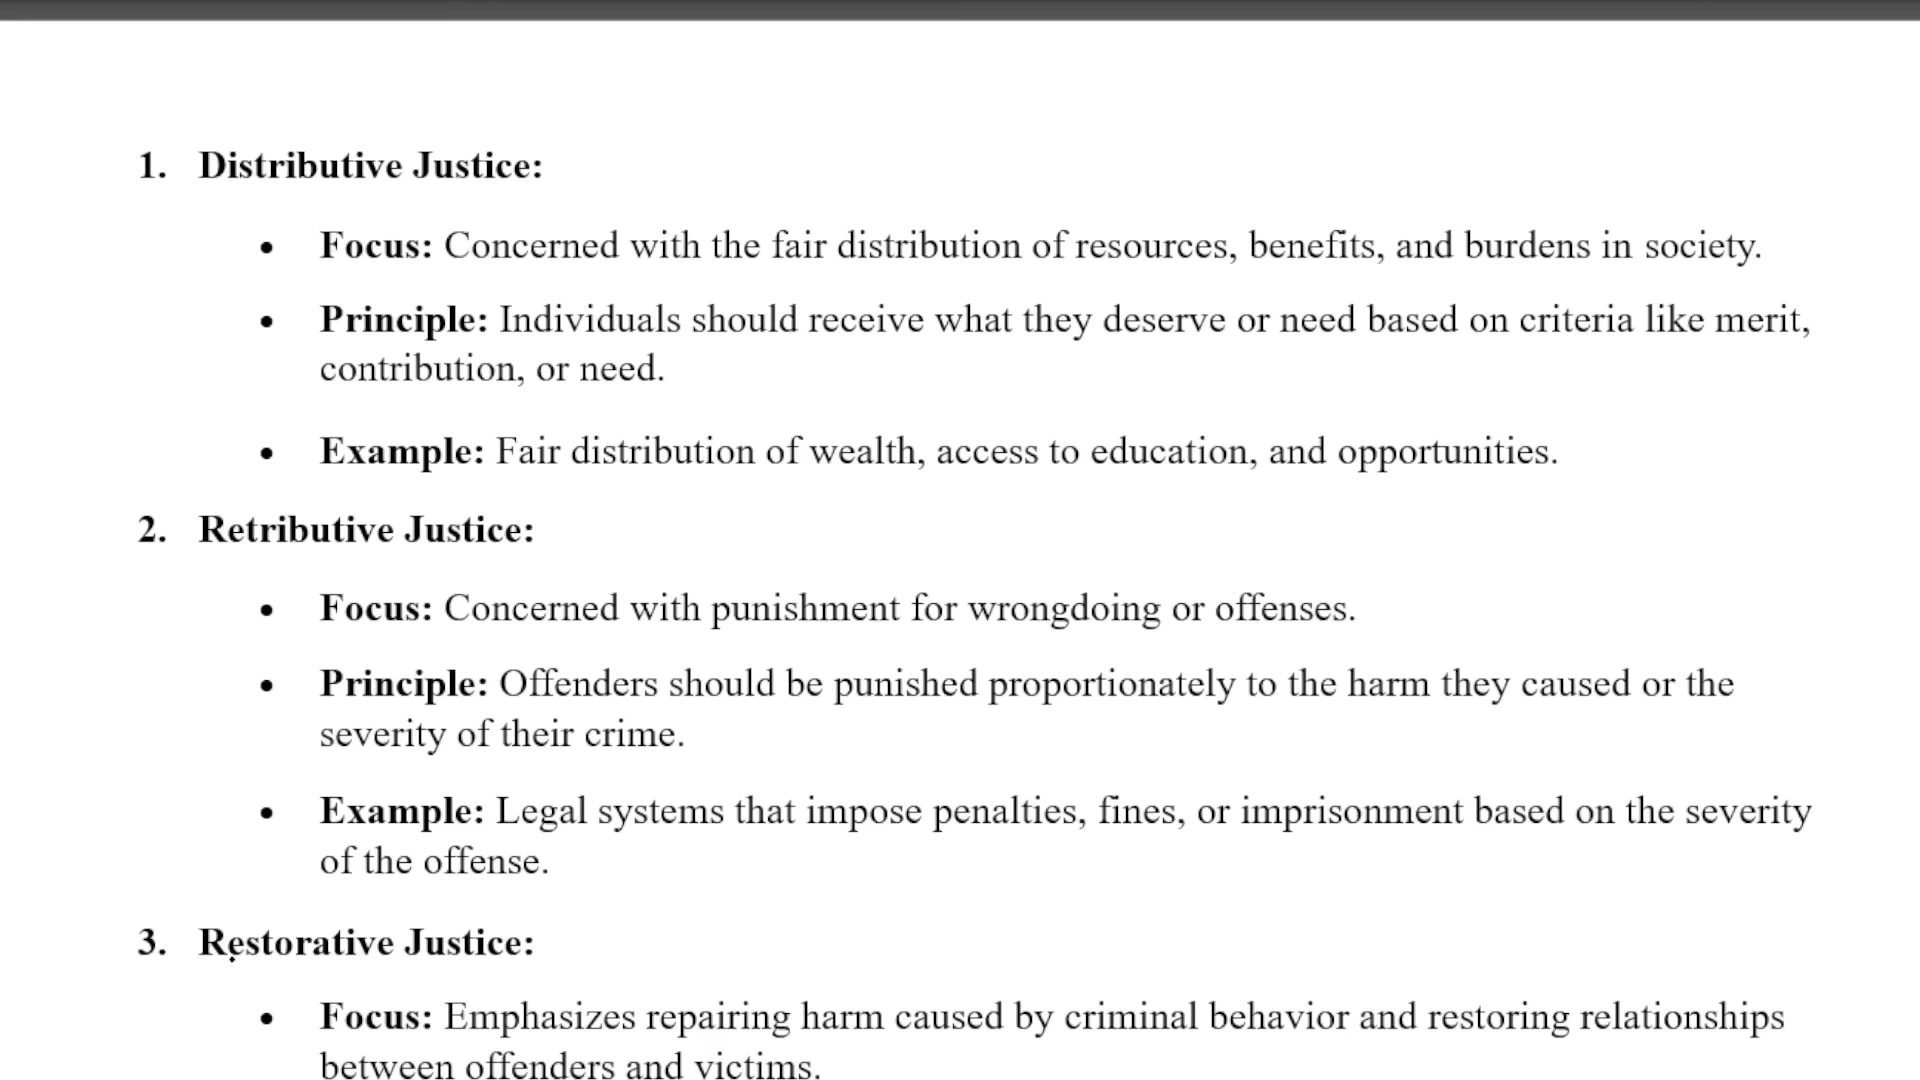 1. Distributive Justice:
• Focus: Concerned with the fair distribution of resources, benefits, and burdens in society.
• Principle: Individuals should receive what they deserve or need based on criteria like merit,
contribution, or need.
• Example: Fair distribution of wealth, access to education, and opportunities.
2. Retributive Justice:
• Focus: Concerned with punishment for wrongdoing or offenses.
• Principle: Offenders should be punished proportionately to the harm they caused or the
severity of their crime.
• Example: Legal systems that impose penalties, fines, or imprisonment based on the severity
of the offense.
3. Restorative Justice:
• Focus: Emphasizes repairing harm caused by criminal behavior and restoring relationships
between offenders and victims.